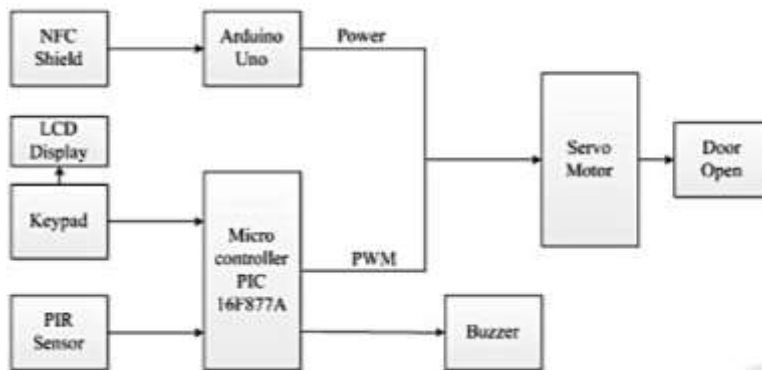 NFC
Shield
Arduino
Uno
Power
LCD
Display
Keypad
Micro
controller
PIC
16F877A
PWM
Servo
Motor
Door
Open
PIR
Sensor
Buzzer